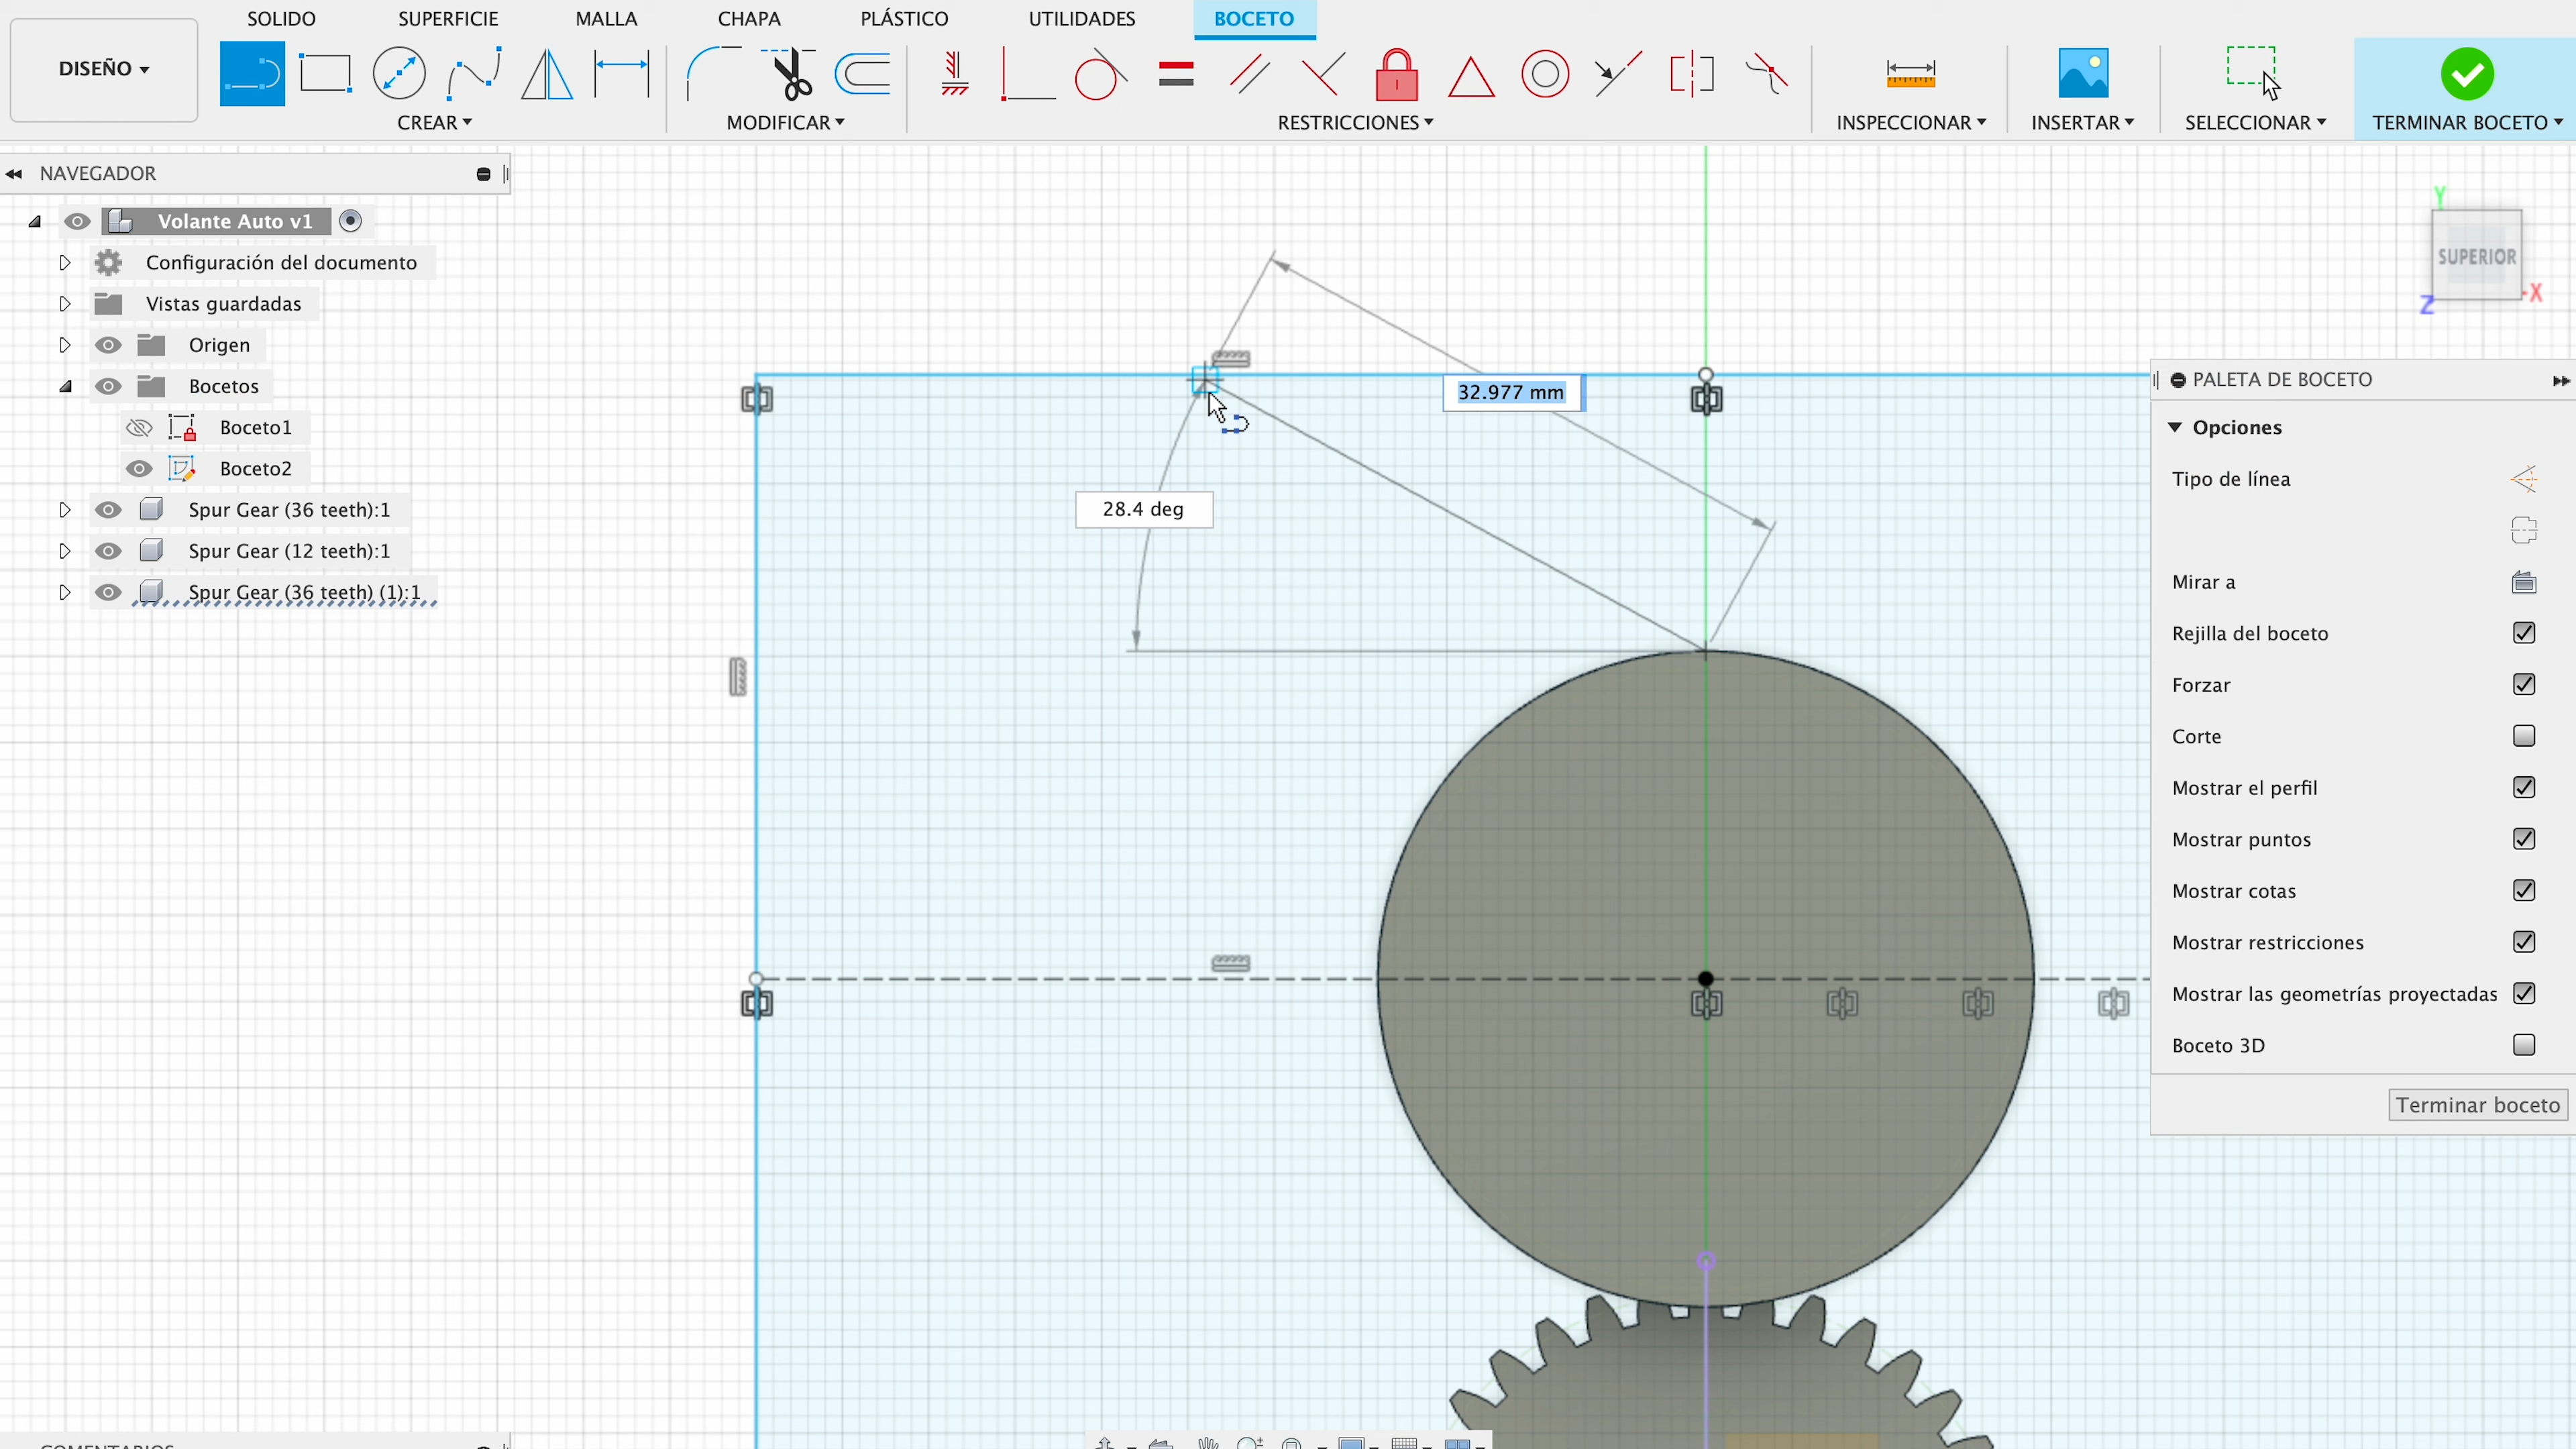 SOLIDO SUPERFICIE MALLA CHAPA PLÁSTICO UTILIDADES BOCETO
DISEÑO
CREAR MODIFICAR RESTRICCIONES INSPECCIONAR INSERTAR SELECCIONAR TERMINAR BOCETO
NAVEGADOR
Volante Auto v1
Configuración del documento
Vistas guardadas
Origen
Bocetos
Boceto1
Boceto2
Spur Gear (36 teeth):1
Spur Gear (12 teeth):1
Spur Gear (36 teeth) (1):1
32.977 mm
28.4 deg
Y
SUPERIOR
X
Z
PALETA DE BOCETO
Opciones
Tipo de línea
Mirar a
Rejilla del boceto
Forzar
Corte
Mostrar el perfil
Mostrar puntos
Mostrar cotas
Mostrar restricciones
Mostrar las geometrías proyectadas
Boceto 3D
Terminar boceto
COMENTARIOS